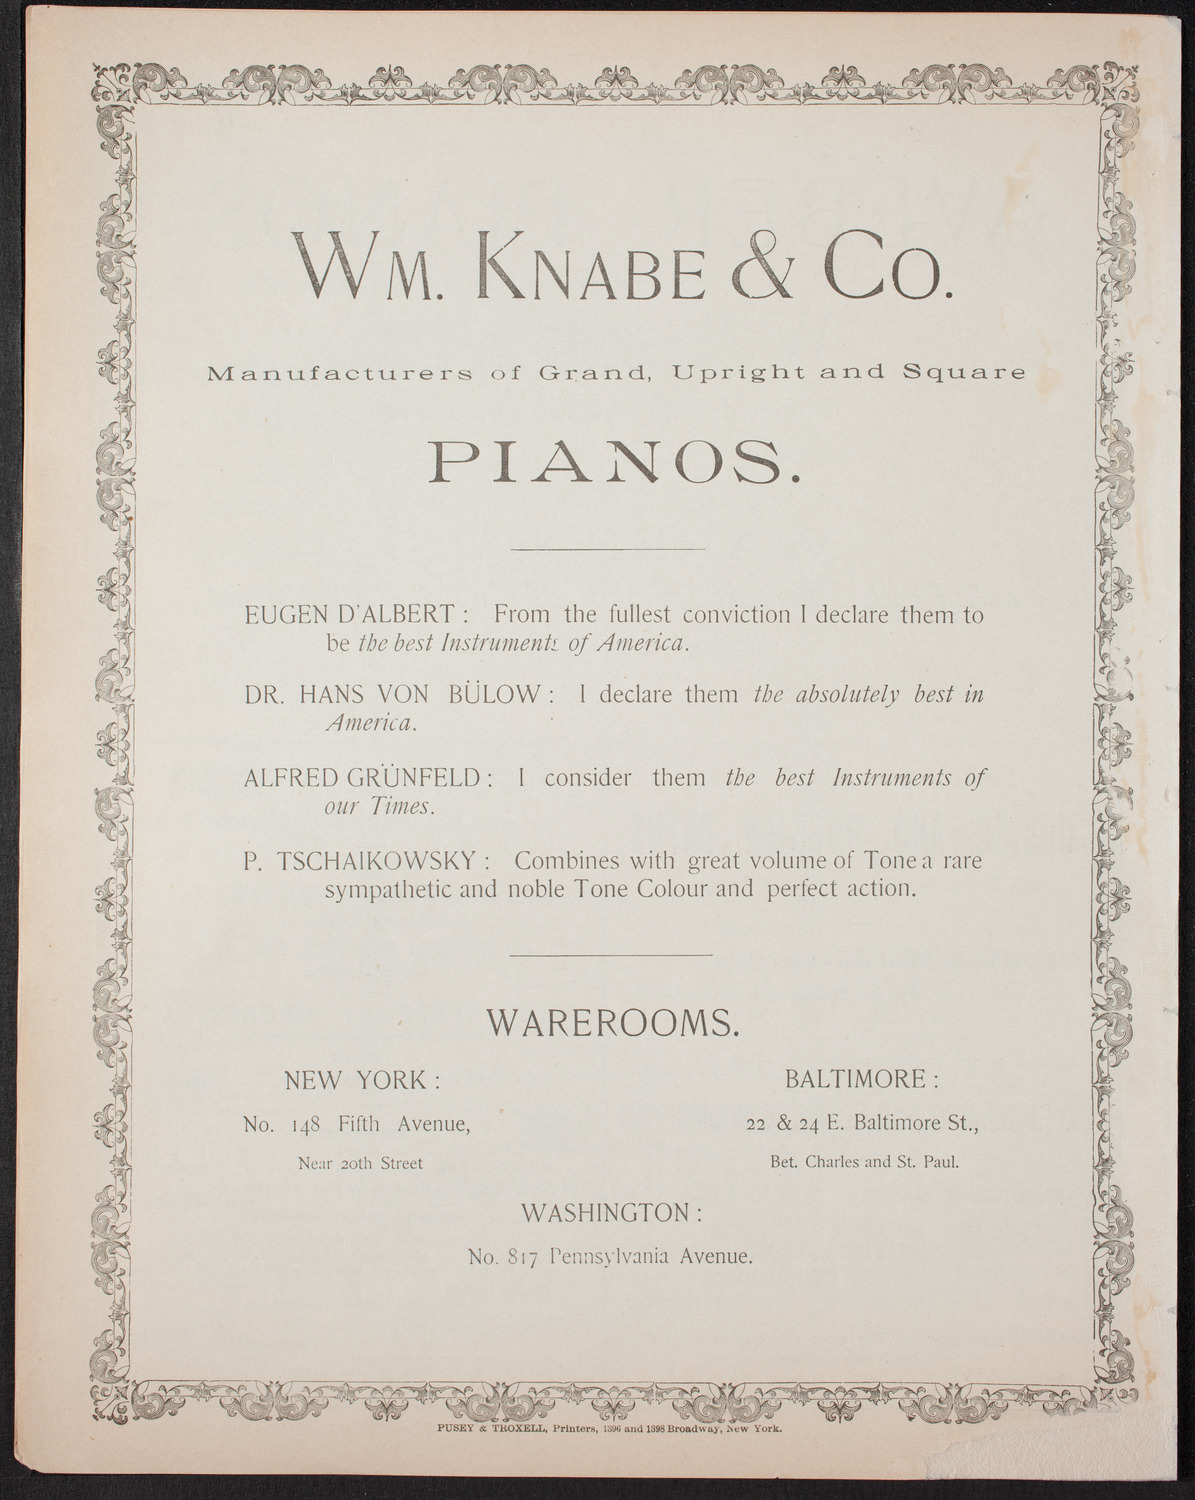 WM. KNABE & CO.
Manufacturers of Grand, Upright and Square
PIANOS.
EUGEN D'ALBERT : From the fullest conviction I declare them to
be the best Instruments of America.
DR. HANS VON BÜLOW : I declare them the absolutely best in
America.
ALFRED GRÜNFELD : I consider them the best Instruments of
our Times.
P. TSCHAIKOWSKY : Combines with great volume of Tone a rare
sympathetic and noble Tone Colour and perfect action.
WAREROOMS.
NEW YORK :
No. 148 Fifth Avenue,
Near 20th Street
BALTIMORE :
22 & 24 E. Baltimore St.,
Bet. Charles and St. Paul.
WASHINGTON :
No. 817 Pennsylvania Avenue.
PUSEY & TROXELL, Printers, 1396 and 1398 Broadway, New York.